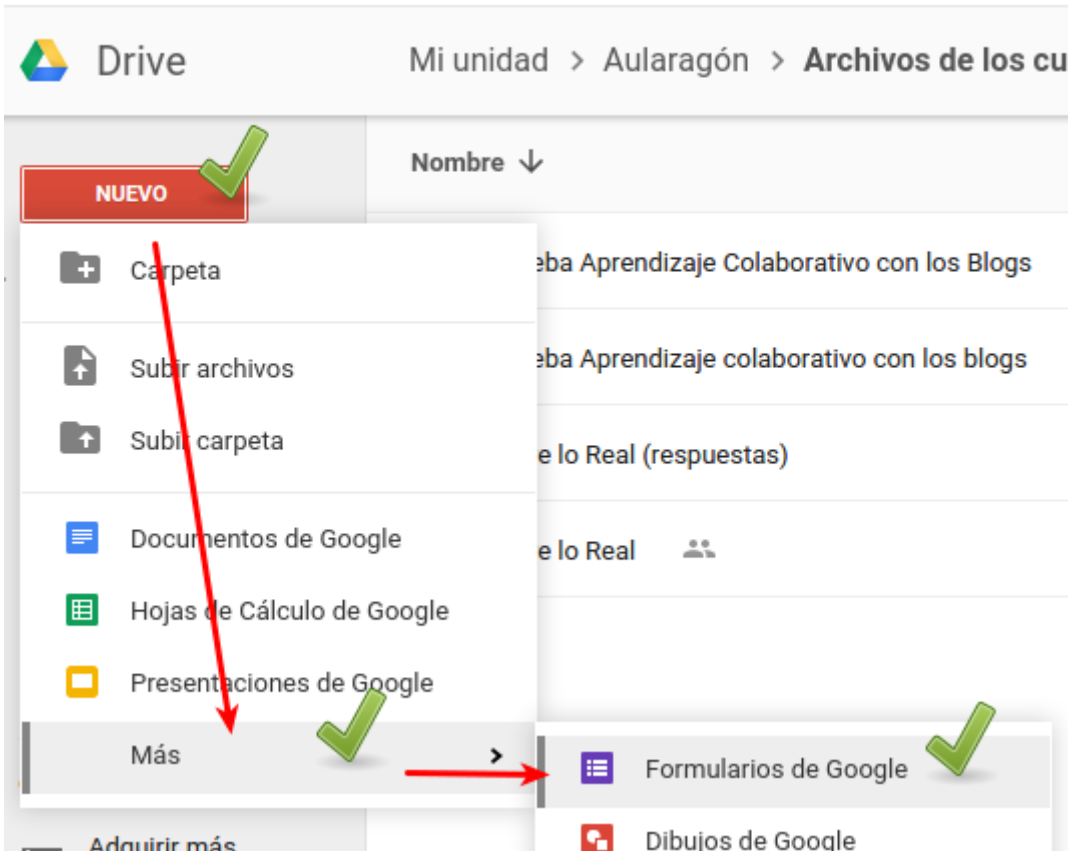 Drive
Mi unidad > Aularagón > Archivos de los cu
Nombre
NUEVO
Carpeta
eba Aprendizaje Colaborativo con los Blogs
Subir archivos
eba Aprendizaje colaborativo con los blogs
Subir carpeta
e lo Real (respuestas)
Documentos de Google
e lo Real
Hojas de Cálculo de Google
Presentaciones de Google
Más >
Formularios de Google
Dibujos de Google
Adquirir más